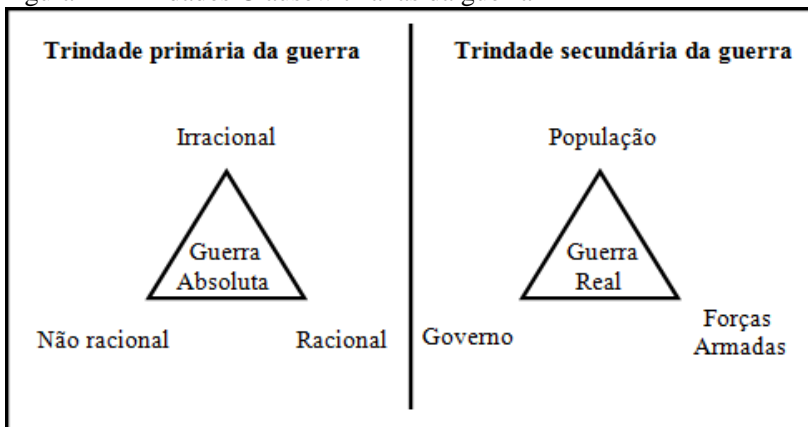 Trindade primária da guerra
Irracional
Guerra
Absoluta
Não racional
Racional
Trindade secundária da guerra
População
Guerra
Real
Governo
Forças
Armadas